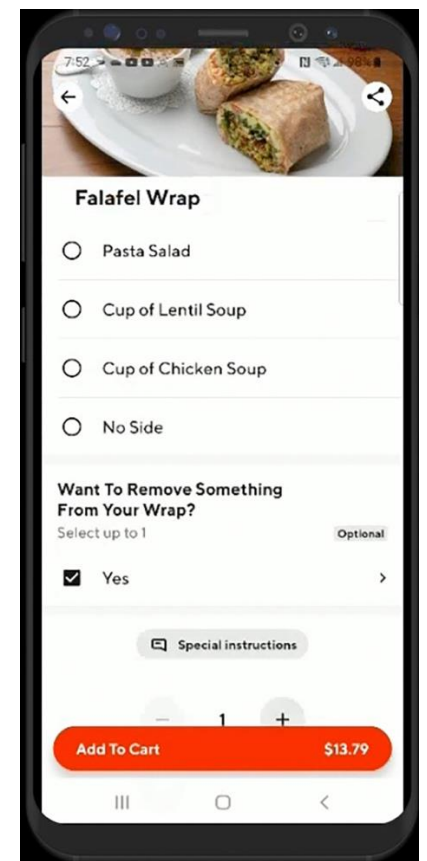 7:52
98%
Falafel Wrap
Pasta Salad
Cup of Lentil Soup
Cup of Chicken Soup
No Side
Want To Remove Something
From Your Wrap?
Select up to 1 Optional
Yes
Special instructions
1
Add To Cart $13.79